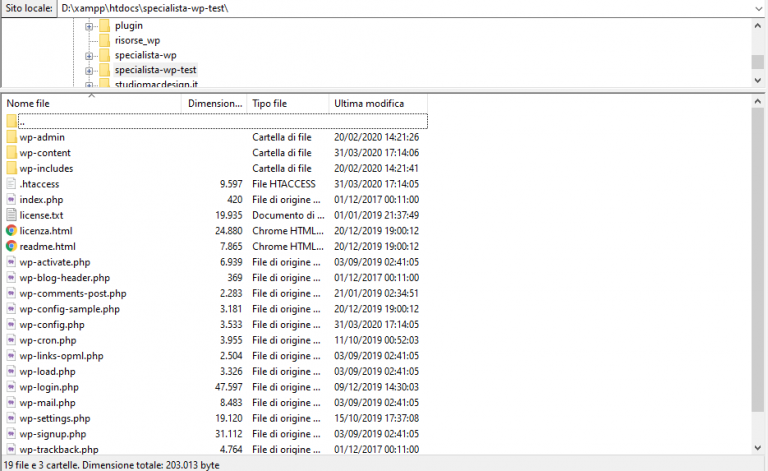 Sito locale: D:\xampp\htdocs\specialista-wp-test\
plugin
risorse_wp
specialista-wp
specialista-wp-test
studiomacdesign.it
Nome file Dimension... Tipo file Ultima modifica
..
wp-admin Cartella di file 20/02/2020 14:21:26
wp-content Cartella di file 31/03/2020 17:14:06
wp-includes Cartella di file 20/02/2020 14:21:41
.htaccess 9.597 File HTACCESS 31/03/2020 17:14:05
index.php 420 File di origine ... 01/12/2017 00:11:00
license.txt 19.935 Documento di ... 01/01/2019 21:37:49
licenza.html 24.880 Chrome HTML... 20/12/2019 19:00:12
readme.html 7.865 Chrome HTML... 20/12/2019 19:00:12
wp-activate.php 6.939 File di origine ... 03/09/2019 02:41:05
wp-blog-header.php 369 File di origine ... 01/12/2017 00:11:00
wp-comments-post.php 2.283 File di origine ... 21/01/2019 02:34:51
wp-config-sample.php 3.181 File di origine ... 20/12/2019 19:00:12
wp-config.php 3.533 File di origine ... 31/03/2020 17:14:05
wp-cron.php 3.955 File di origine ... 11/10/2019 00:52:03
wp-links-opml.php 2.504 File di origine ... 03/09/2019 02:41:05
wp-load.php 3.326 File di origine ... 03/09/2019 02:41:05
wp-login.php 47.597 File di origine ... 09/12/2019 14:30:03
wp-mail.php 8.483 File di origine ... 03/09/2019 02:41:05
wp-settings.php 19.120 File di origine ... 15/10/2019 17:37:08
wp-signup.php 31.112 File di origine ... 03/09/2019 02:41:05
wp-trackback.php 4.764 File di origine ... 01/12/2017 00:11:00
19 file e 3 cartelle. Dimensione totale: 203.013 byte